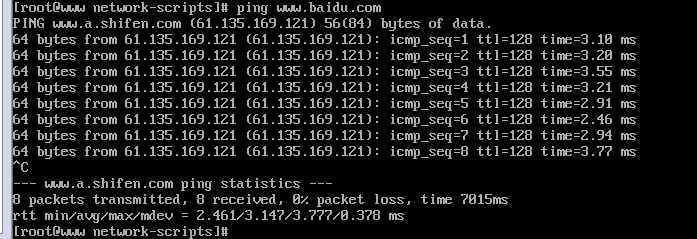 [root@www network-scripts]# ping www.baidu.com
PING www.a.shifen.com (61.135.169.121) 56(84) bytes of data.
64 bytes from 61.135.169.121 (61.135.169.121): icmp_seq=1 ttl=128 time=3.10 ms
64 bytes from 61.135.169.121 (61.135.169.121): icmp_seq=2 ttl=128 time=3.20 ms
64 bytes from 61.135.169.121 (61.135.169.121): icmp_seq=3 ttl=128 time=3.55 ms
64 bytes from 61.135.169.121 (61.135.169.121): icmp_seq=4 ttl=128 time=3.21 ms
64 bytes from 61.135.169.121 (61.135.169.121): icmp_seq=5 ttl=128 time=2.91 ms
64 bytes from 61.135.169.121 (61.135.169.121): icmp_seq=6 ttl=128 time=2.46 ms
64 bytes from 61.135.169.121 (61.135.169.121): icmp_seq=7 ttl=128 time=2.94 ms
64 bytes from 61.135.169.121 (61.135.169.121): icmp_seq=8 ttl=128 time=3.77 ms
^C
--- www.a.shifen.com ping statistics ---
8 packets transmitted, 8 received, 0% packet loss, time 7015ms
rtt min/avg/max/mdev = 2.461/3.147/3.777/0.378 ms
[root@www network-scripts]#